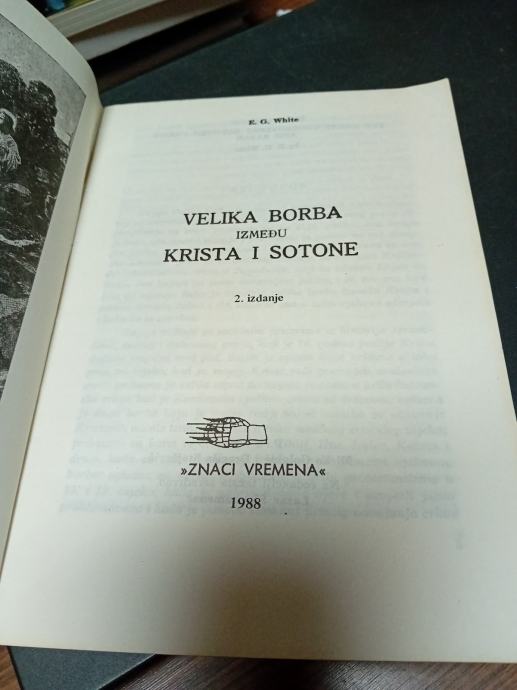 E. G. White
VELIKA BORBA
IZMEĐU
KRISTA I SOTONE
2. izdanje
»ZNACI VREMENA«
1988